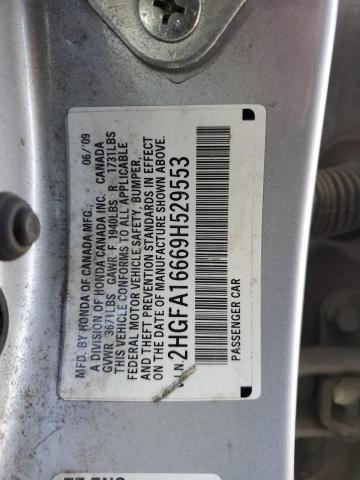 MFD. BY HONDA OF CANADA MFG. 06/09
A DIVISION OF HONDA CANADA INC. CANADA
GVWR 3671LBS GAWR F 1940LBS R 1731LBS
THIS VEHICLE CONFORMS TO ALL APPLICABLE
FEDERAL MOTOR VEHICLE SAFETY, BUMPER,
AND THEFT PREVENTION STANDARDS IN EFFECT
ON THE DATE OF MANUFACTURE SHOWN ABOVE.
2HGFA16669H529553
PASSENGER CAR